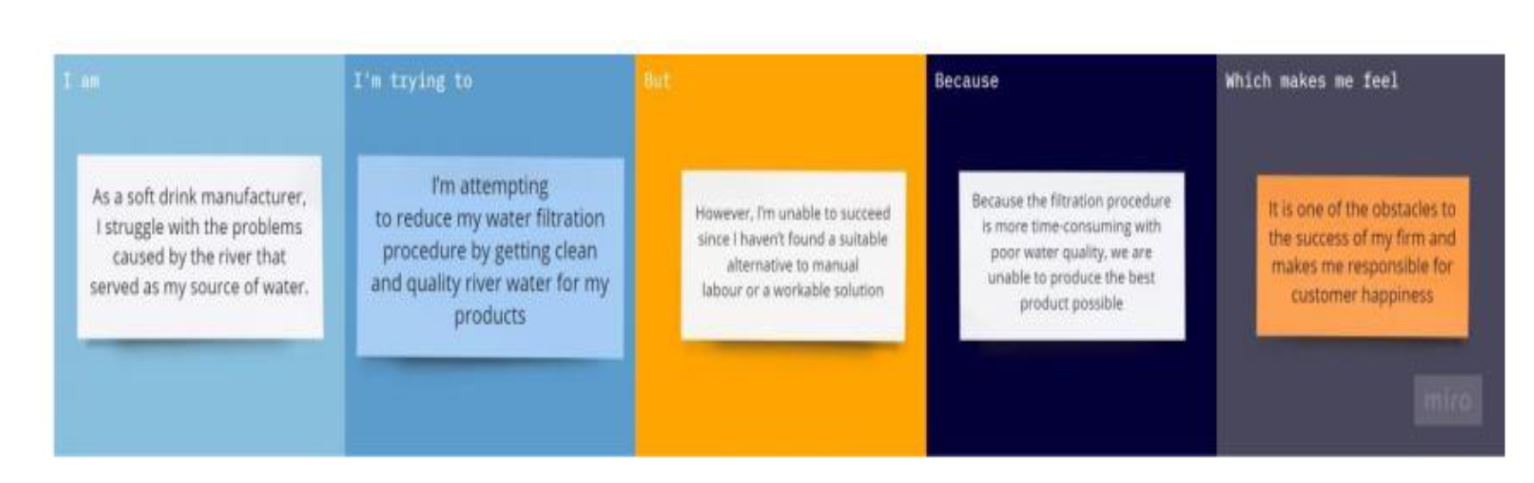 I am
As a soft drink manufacturer,
I struggle with the problems
caused by the river that
served as my source of water.
I'm trying to
I'm attempting
to reduce my water filtration
procedure by getting clean
and quality river water for my
products
But
However, I'm unable to succeed
since I haven't found a suitable
alternative to manual
labour or a workable solution
Because
Because the filtration procedure
is more time-consuming with
poor water quality, we are
unable to produce the best
product possible
Which makes me feel
It is one of the obstacles to
the success of my firm and
makes me responsible for
customer happiness
miro